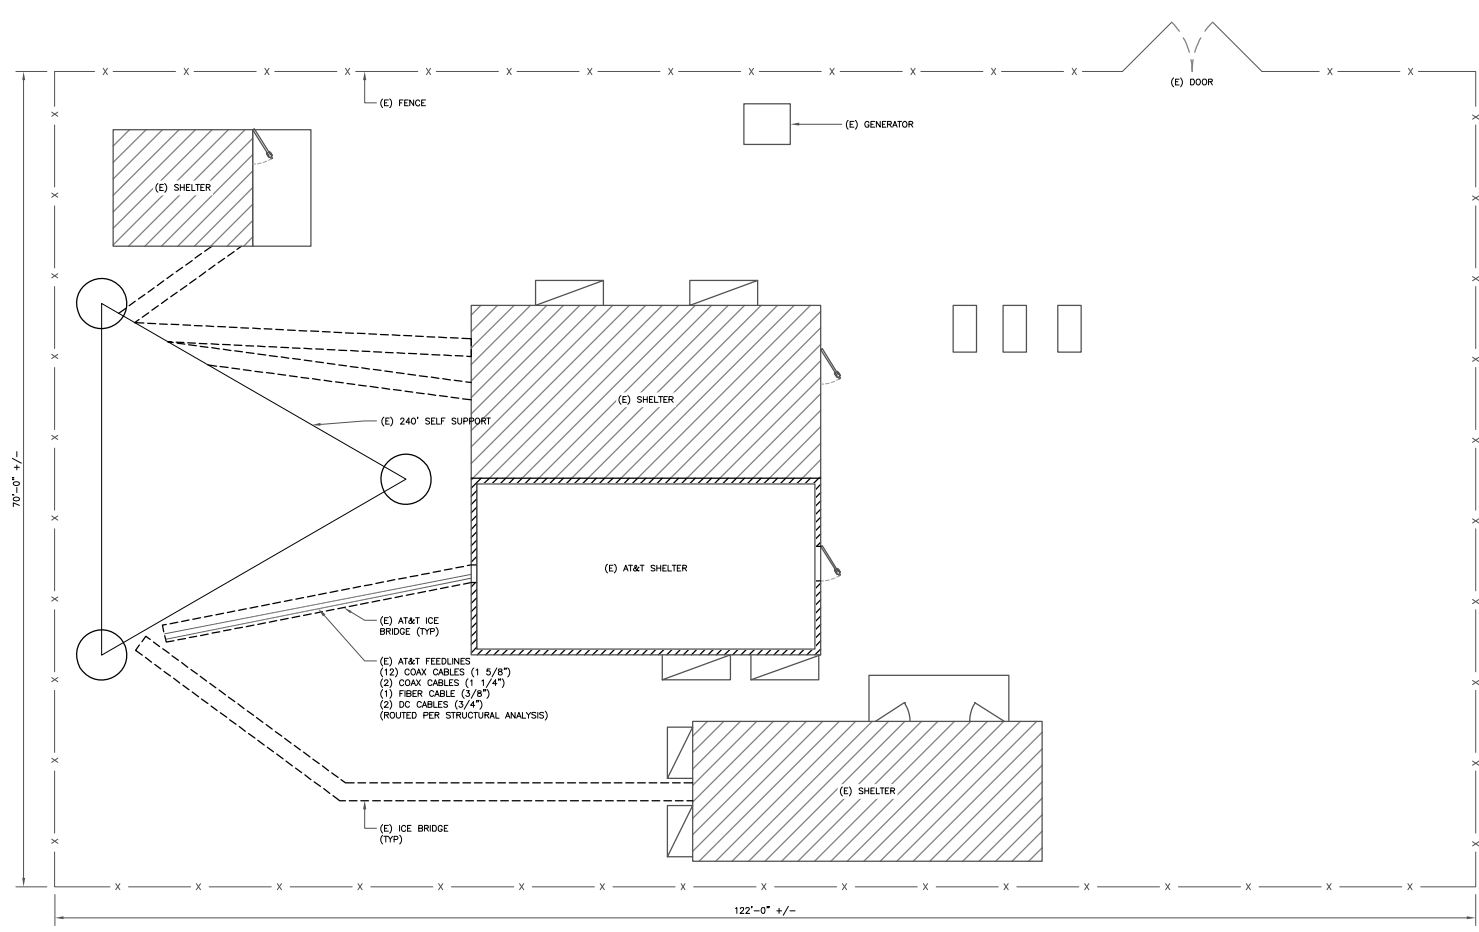 (E) DOOR
(E) FENCE
(E) GENERATOR
(E) SHELTER
(E) SHELTER
(E) 240' SELF SUPPORT
70'-0" +/-
(E) AT&T SHELTER
(E) AT&T ICE
BRIDGE (TYP)
(E) AT&T FEEDLINES
(12) COAX CABLES (1 5/8")
(2) COAX CABLES (1 1/4")
(1) FIBER CABLE (3/8")
(2) DC CABLES (3/4")
(ROUTED PER STRUCTURAL ANALYSIS)
(E) SHELTER
(E) ICE BRIDGE
(TYP)
122'-0" +/-